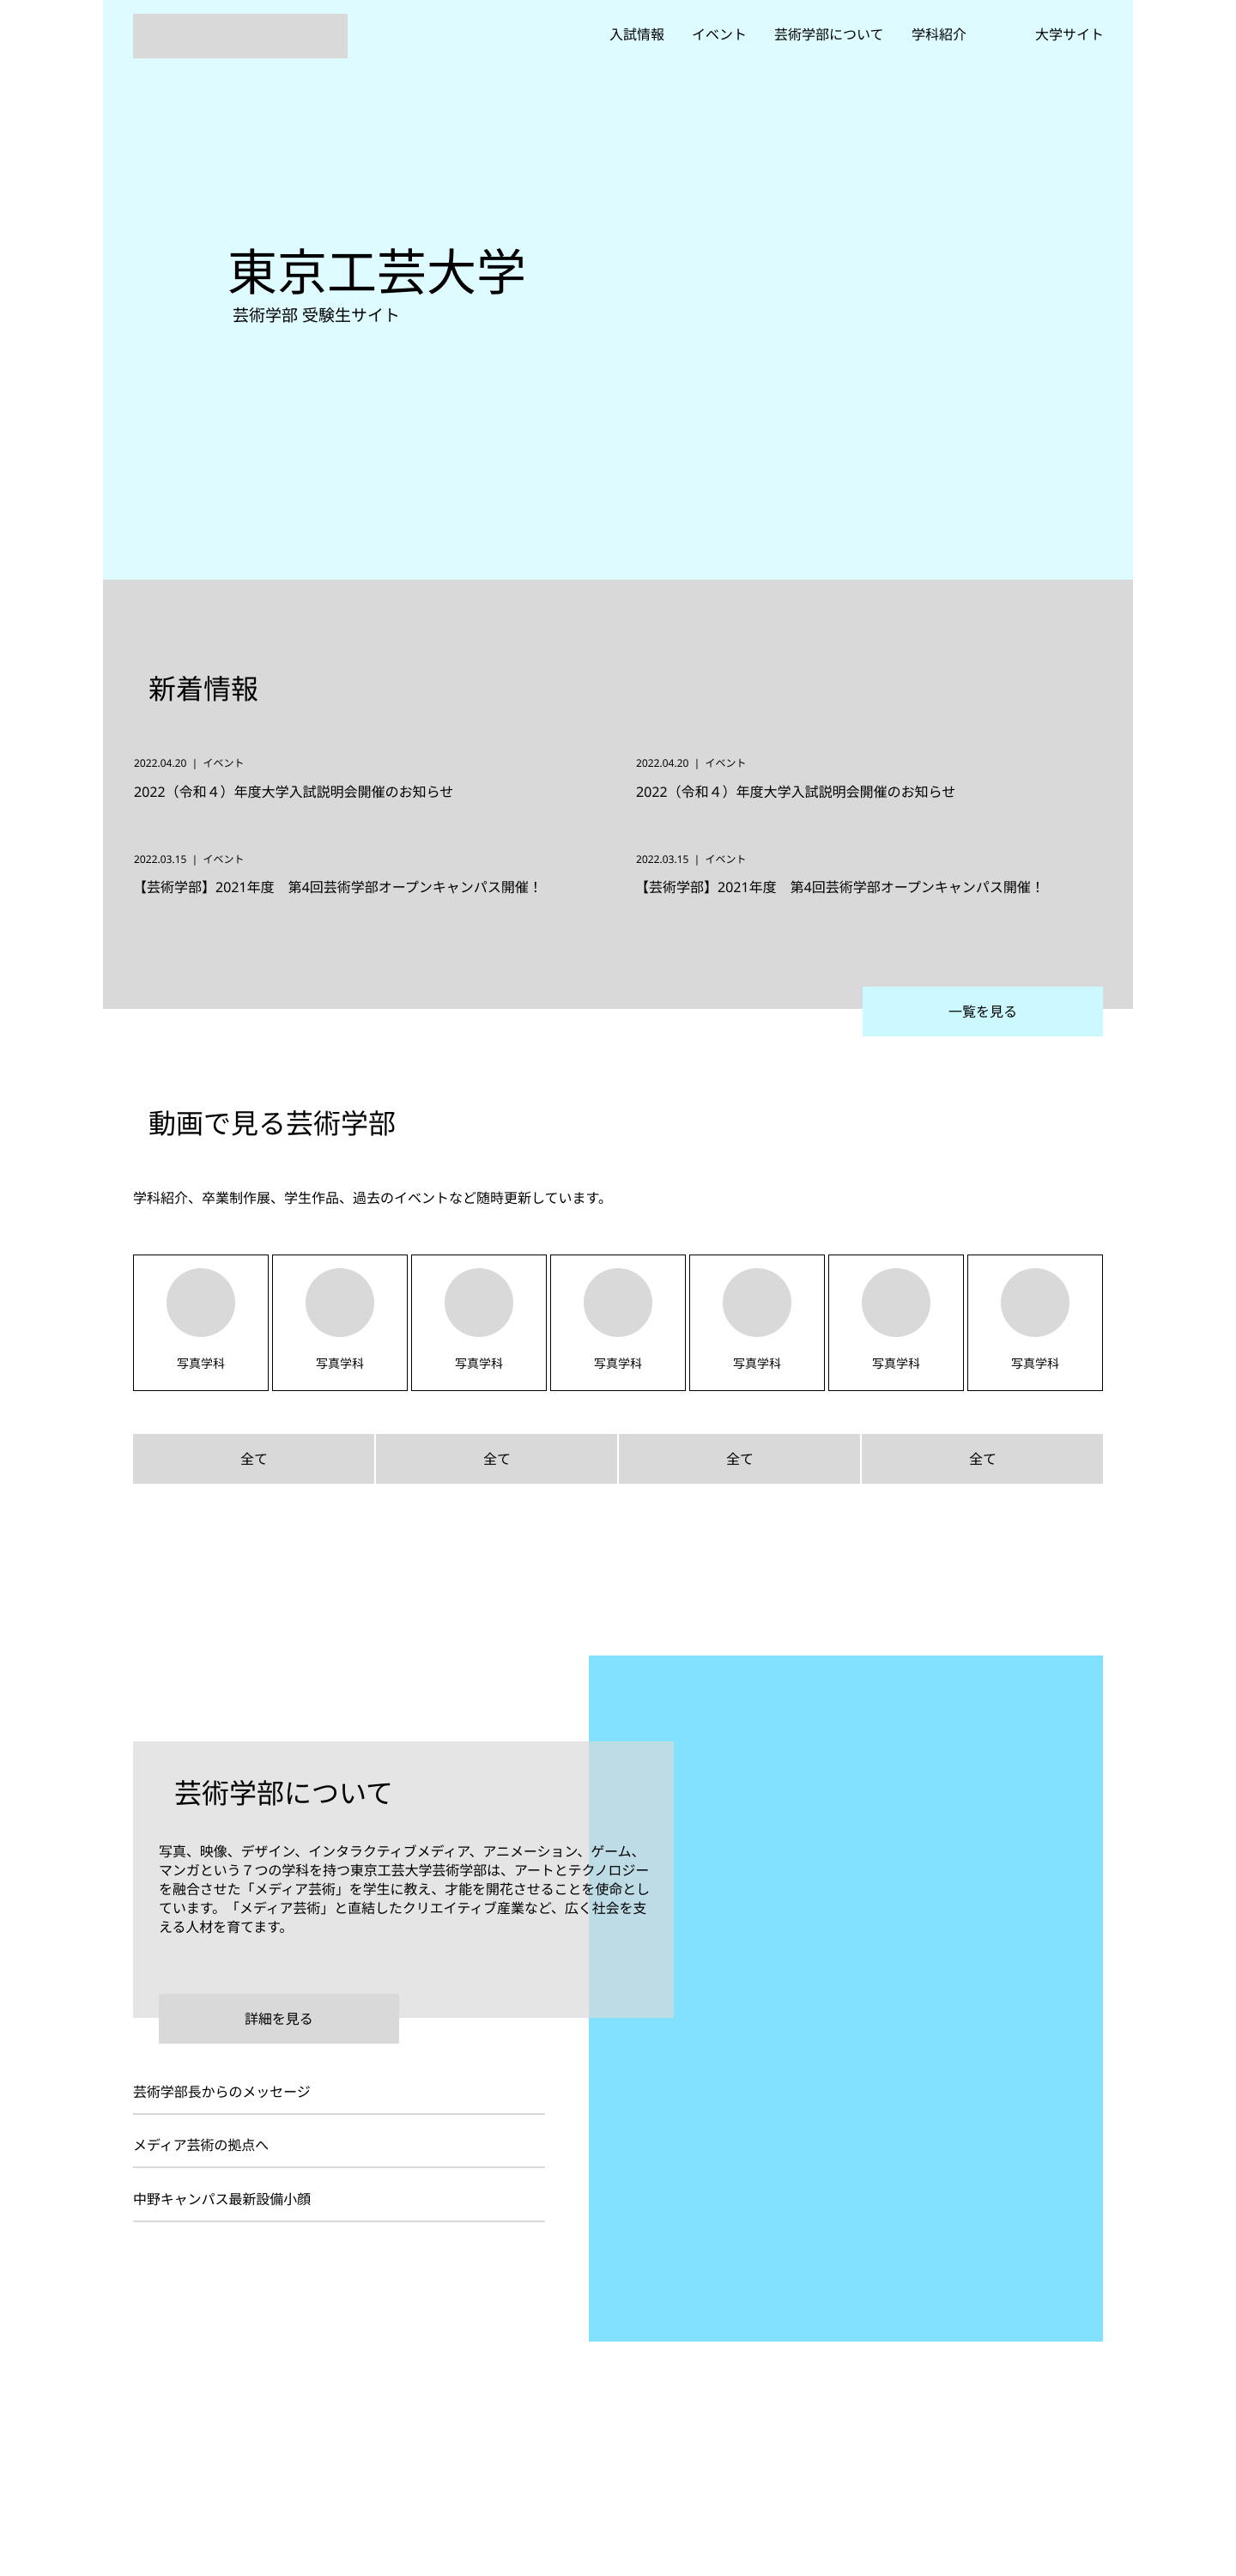 入試情報 イベント 芸術学部について 学科紹介 大学サイト
東京工芸大学
芸術学部 受験生サイト
新着情報
2022.04.20 | イベント
2022（令和４）年度大学入試説明会開催のお知らせ
2022.04.20 | イベント
2022（令和４）年度大学入試説明会開催のお知らせ
2022.03.15 | イベント
【芸術学部】2021年度　第4回芸術学部オープンキャンパス開催！
2022.03.15 | イベント
【芸術学部】2021年度　第4回芸術学部オープンキャンパス開催！
一覧を見る
動画で見る芸術学部
学科紹介、卒業制作展、学生作品、過去のイベントなど随時更新しています。
写真学科 写真学科 写真学科 写真学科 写真学科 写真学科 写真学科
全て 全て 全て 全て
芸術学部について
写真、映像、デザイン、インタラクティブメディア、アニメーション、ゲーム、
マンガという７つの学科を持つ東京工芸大学芸術学部は、アートとテクノロジー
を融合させた「メディア芸術」を学生に教え、才能を開花させることを使命とし
ています。「メディア芸術」と直結したクリエイティブ産業など、広く社会を支
える人材を育てます。
詳細を見る
芸術学部長からのメッセージ
メディア芸術の拠点へ
中野キャンパス最新設備小顔